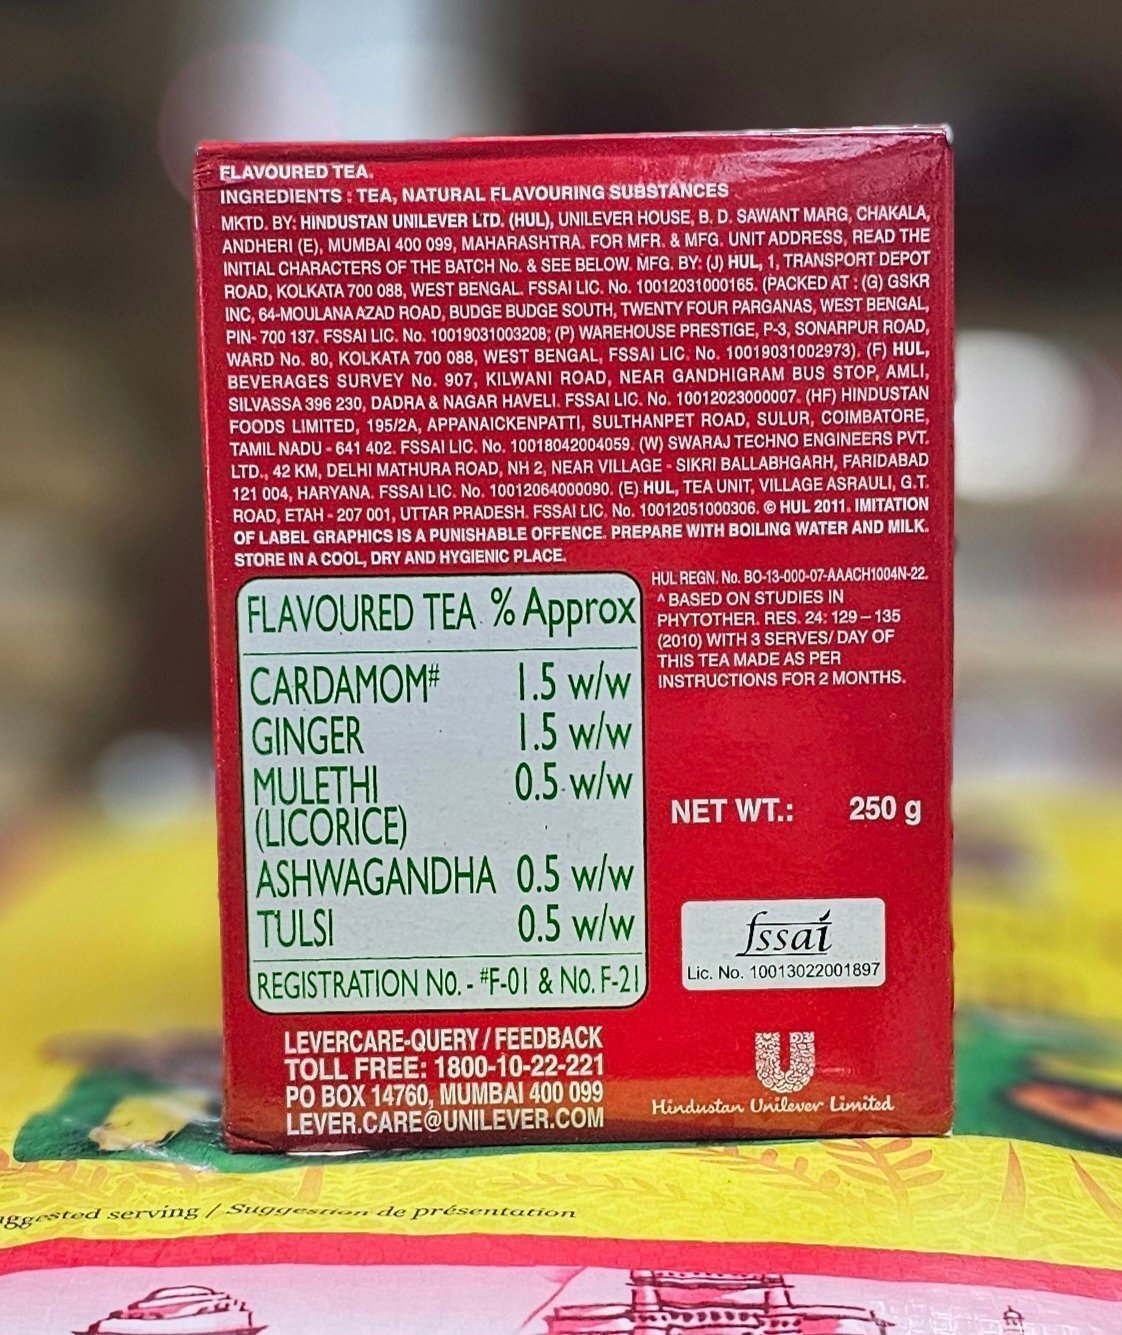 FLAVOURED TEA.
INGREDIENTS : TEA, NATURAL FLAVOURING SUBSTANCES
MKTD. BY: HINDUSTAN UNILEVER LTD. (HUL), UNILEVER HOUSE, B. D. SAWANT MARG, CHAKALA,
ANDHERI (E), MUMBAI 400 099, MAHARASHTRA. FOR MFR. & MFG. UNIT ADDRESS, READ THE
INITIAL CHARACTERS OF THE BATCH No. & SEE BELOW. MFG. BY: (J) HUL, 1, TRANSPORT DEPOT
ROAD, KOLKATA 700 088, WEST BENGAL. FSSAI LIC. No. 10012031000165. (PACKED AT : (G) GSKR
INC, 64-MOULANA AZAD ROAD, BUDGE BUDGE SOUTH, TWENTY FOUR PARGANAS, WEST BENGAL,
PIN- 700 137. FSSAI LIC. No. 10019031003208; (P) WAREHOUSE PRESTIGE, P-3, SONARPUR ROAD,
WARD No. 80, KOLKATA 700 088, WEST BENGAL, FSSAI LIC. No. 10019031002973). (F) HUL,
BEVERAGES SURVEY No. 907, KILWANI ROAD, NEAR GANDHIGRAM BUS STOP, AMLI,
SILVASSA 396 230, DADRA & NAGAR HAVELI. FSSAI LIC. No. 10012023000007. (HF) HINDUSTAN
FOODS LIMITED, 195/2A, APPANAICKENPATTI, SULTHANPET ROAD, SULUR, COIMBATORE,
TAMIL NADU - 641 402. FSSAI LIC. No. 10018042004059. (W) SWARAJ TECHNO ENGINEERS PVT.
LTD., 42 KM, DELHI MATHURA ROAD, NH 2, NEAR VILLAGE - SIKRI BALLABHGARH, FARIDABAD
121 004, HARYANA. FSSAI LIC. No. 10012064000090. (E) HUL, TEA UNIT, VILLAGE ASRAULI, G.T.
ROAD, ETAH - 207 001, UTTAR PRADESH. FSSAI LIC. No. 10012051000306. © HUL 2011. IMITATION
OF LABEL GRAPHICS IS A PUNISHABLE OFFENCE. PREPARE WITH BOILING WATER AND MILK.
STORE IN A COOL, DRY AND HYGIENIC PLACE.
HUL REGN. No. BO-13-000-07-AAACH1004N-22.
^ BASED ON STUDIES IN
PHYTOTHER. RES. 24: 129 – 135
(2010) WITH 3 SERVES/ DAY OF
THIS TEA MADE AS PER
INSTRUCTIONS FOR 2 MONTHS.
FLAVOURED TEA % Approx
CARDAMOM# 1.5 w/w
GINGER 1.5 w/w
MULETHI 0.5 w/w
(LICORICE)
ASHWAGANDHA 0.5 w/w
TULSI 0.5 w/w
REGISTRATION No. - #F-01 & No. F-21
NET WT.: 250 g
fssai
Lic. No. 10013022001897
LEVERCARE-QUERY / FEEDBACK
TOLL FREE: 1800-10-22-221
PO BOX 14760, MUMBAI 400 099
LEVER.CARE@UNILEVER.COM
Hindustan Unilever Limited
serving / Suggestion de présentation